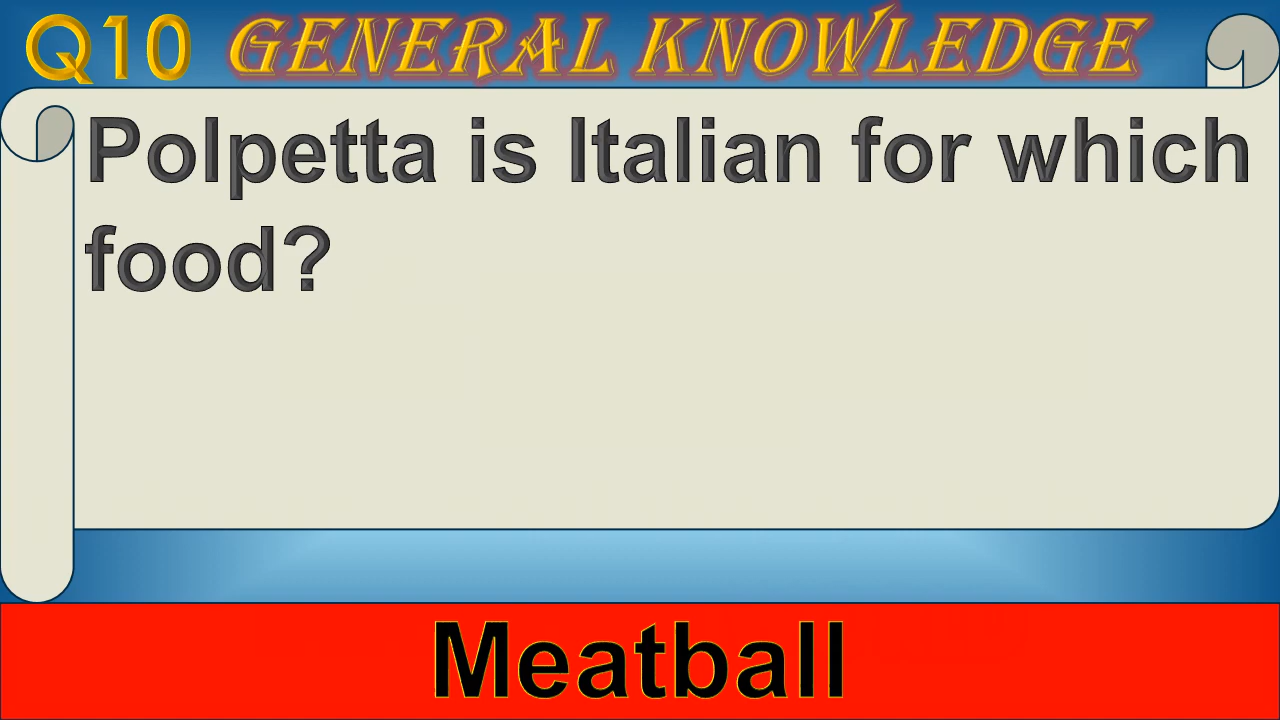 Q10 GENERAL KNOWLEDGE
Polpetta is Italian for which
food?
Meatball